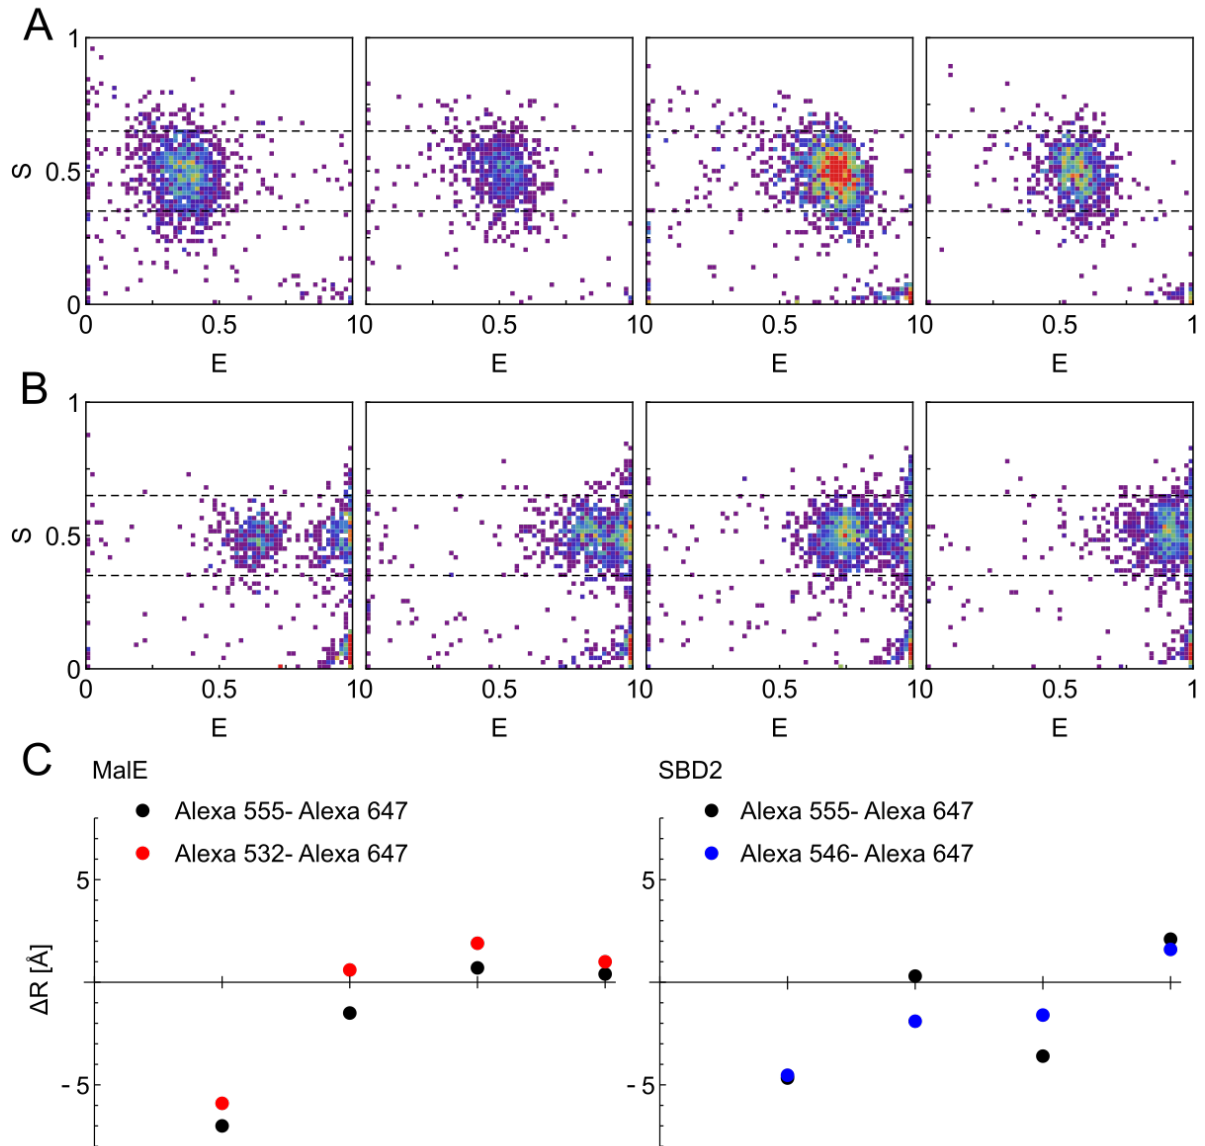 A
1
S
0.5
0
0 0.5 10 0.5 10 0.5 10 0.5 1
E E E E
B
1
S
0.5
0
0 0.5 10 0.5 10 0.5 10 0.5 1
E E E E
C
MalE SBD2
Alexa 555- Alexa 647 Alexa 555- Alexa 647
Alexa 532- Alexa 647 Alexa 546- Alexa 647
5 5
ΔR [Å]
- 5 - 5